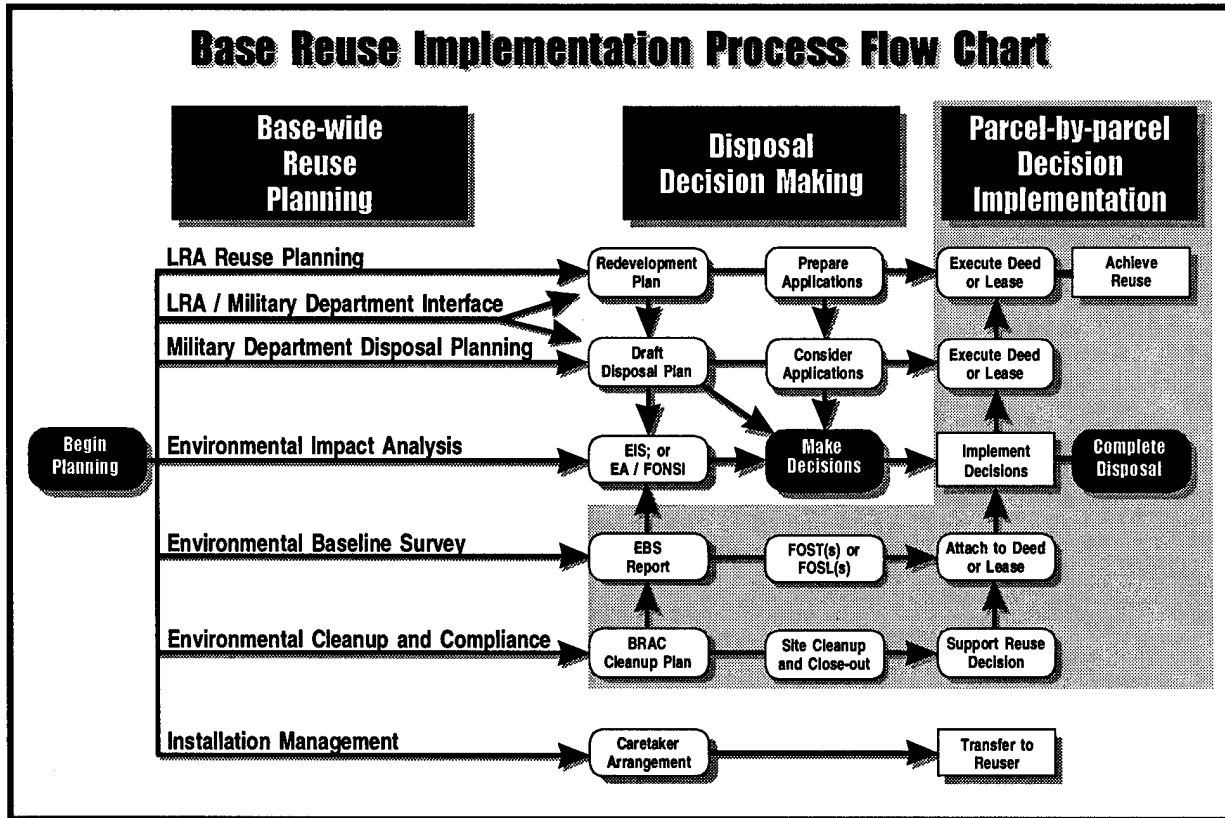 Base Reuse Implementation Process Flow Chart
Base-wide
Reuse
Planning
Disposal
Decision Making
Parcel-by-parcel
Decision
Implementation
LRA Reuse Planning
Redevelopment
Plan
Prepare
Applications
Execute Deed
or Lease
Achieve
Reuse
LRA / Military Department Interface
Military Department Disposal Planning
Draft
Disposal Plan
Consider
Applications
Execute Deed
or Lease
Begin
Planning
Environmental Impact Analysis
EIS; or
EA / FONSI
Make
Decisions
Implement
Decisions
Complete
Disposal
Environmental Baseline Survey
EBS
Report
FOST(s) or
FOSL(s)
Attach to Deed
or Lease
Environmental Cleanup and Compliance
BRAC
Cleanup Plan
Site Cleanup
and Close-out
Support Reuse
Decision
Installation Management
Caretaker
Arrangement
Transfer to
Reuser